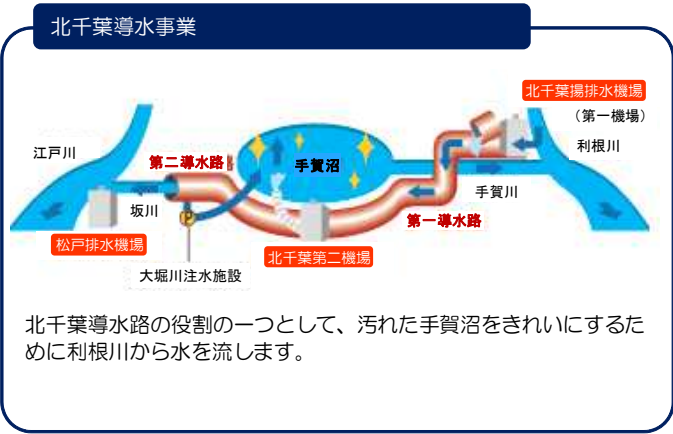 北千葉導水事業
北千葉揚排水機場
（第一機場）
江戸川
利根川
第二導水路
手賀沼
手賀川
坂川
第一導水路
P
松戸排水機場
北千葉第二機場
大堀川注水施設
北千葉導水路の役割の一つとして、汚れた手賀沼をきれいにするた
めに利根川から水を流します。